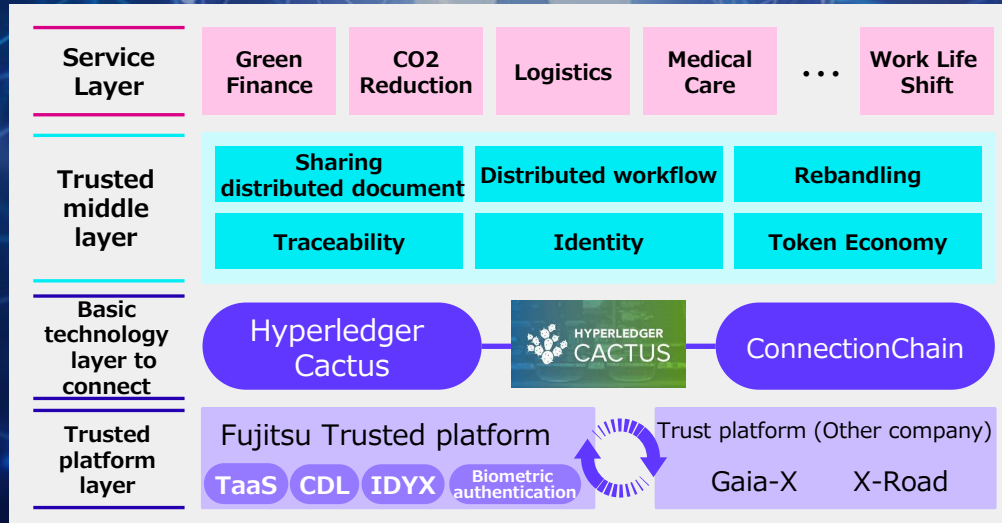 Service
Layer
Green
Finance
CO2
Reduction
Logistics
Medical
Care
...
Work Life
Shift
Trusted
middle
layer
Sharing
distributed document
Distributed workflow
Rebandling
Traceability
Identity
Token Economy
Basic
technology
layer to
connect
Hyperledger
Cactus
HYPERLEDGER
CACTUS
ConnectionChain
Trusted
platform
layer
Fujitsu Trusted platform
TaaS
CDL
IDYX
Biometric
authentication
Trust platform (Other company)
Gaia-X
X-Road